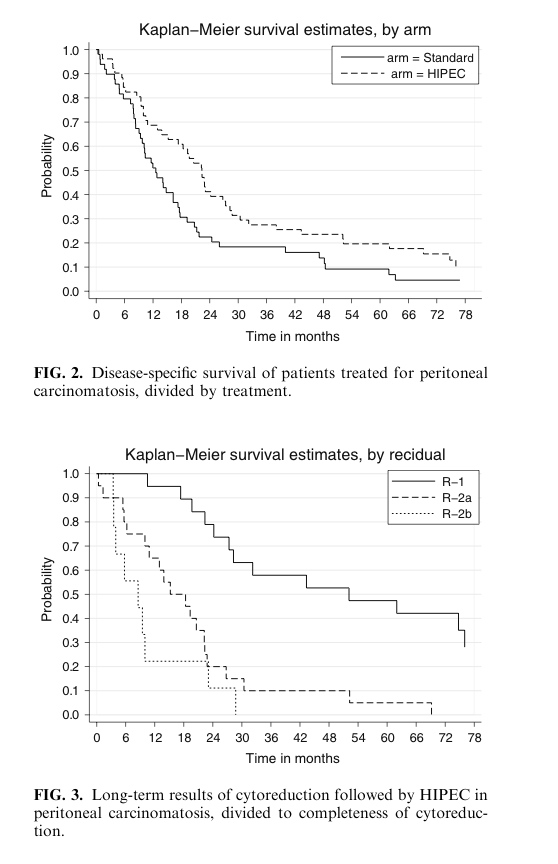 Kaplan−Meier survival estimates, by arm
1.0
0.9
0.8
0.7
0.6
0.5
0.4
0.3
0.2
0.1
0.0
Probability
arm = Standard
arm = HIPEC
0 6 12 18 24 30 36 42 48 54 60 66 72 78
Time in months
FIG. 2. Disease-specific survival of patients treated for peritoneal
carcinomatosis, divided by treatment.
Kaplan−Meier survival estimates, by recidual
1.0
0.9
0.8
0.7
0.6
0.5
0.4
0.3
0.2
0.1
0.0
Probability
R−1
R−2a
R−2b
0 6 12 18 24 30 36 42 48 54 60 66 72 78
Time in months
FIG. 3. Long-term results of cytoreduction followed by HIPEC in
peritoneal carcinomatosis, divided to completeness of cytoreduc-
tion.